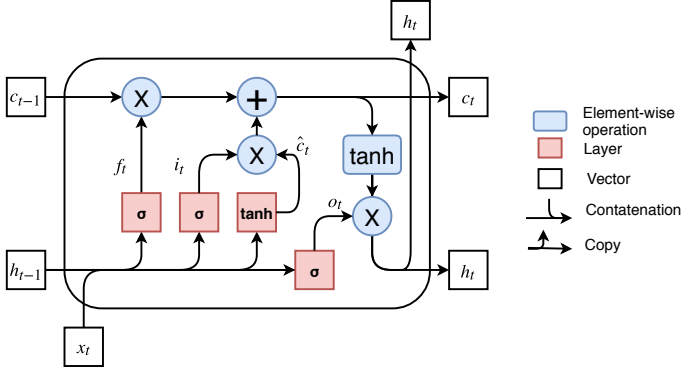 h_t
c_{t-1}
X
+
c_t
Element-wise
operation
Layer
Vector
Contatenation
Copy
f_t
i_t
X
ĉ_t
tanh
σ
σ
tanh
o_t
X
h_{t-1}
σ
h_t
x_t